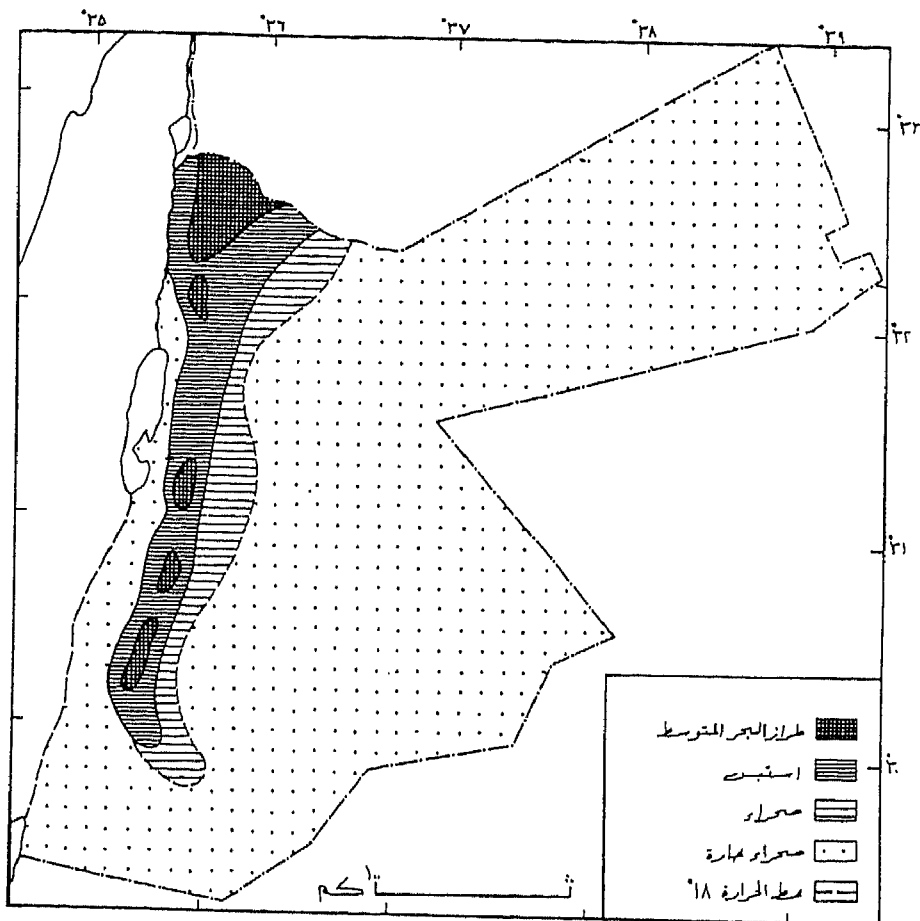 °٣٥ °٣٦ °٣٧ °٣٨ °٣٩
°٣٣
°٣٢
°٣١
°٣٠
طراز البحر المتوسط
استبس
صحراء
صحراء حارة
خط الحرارة ١٨°
كم